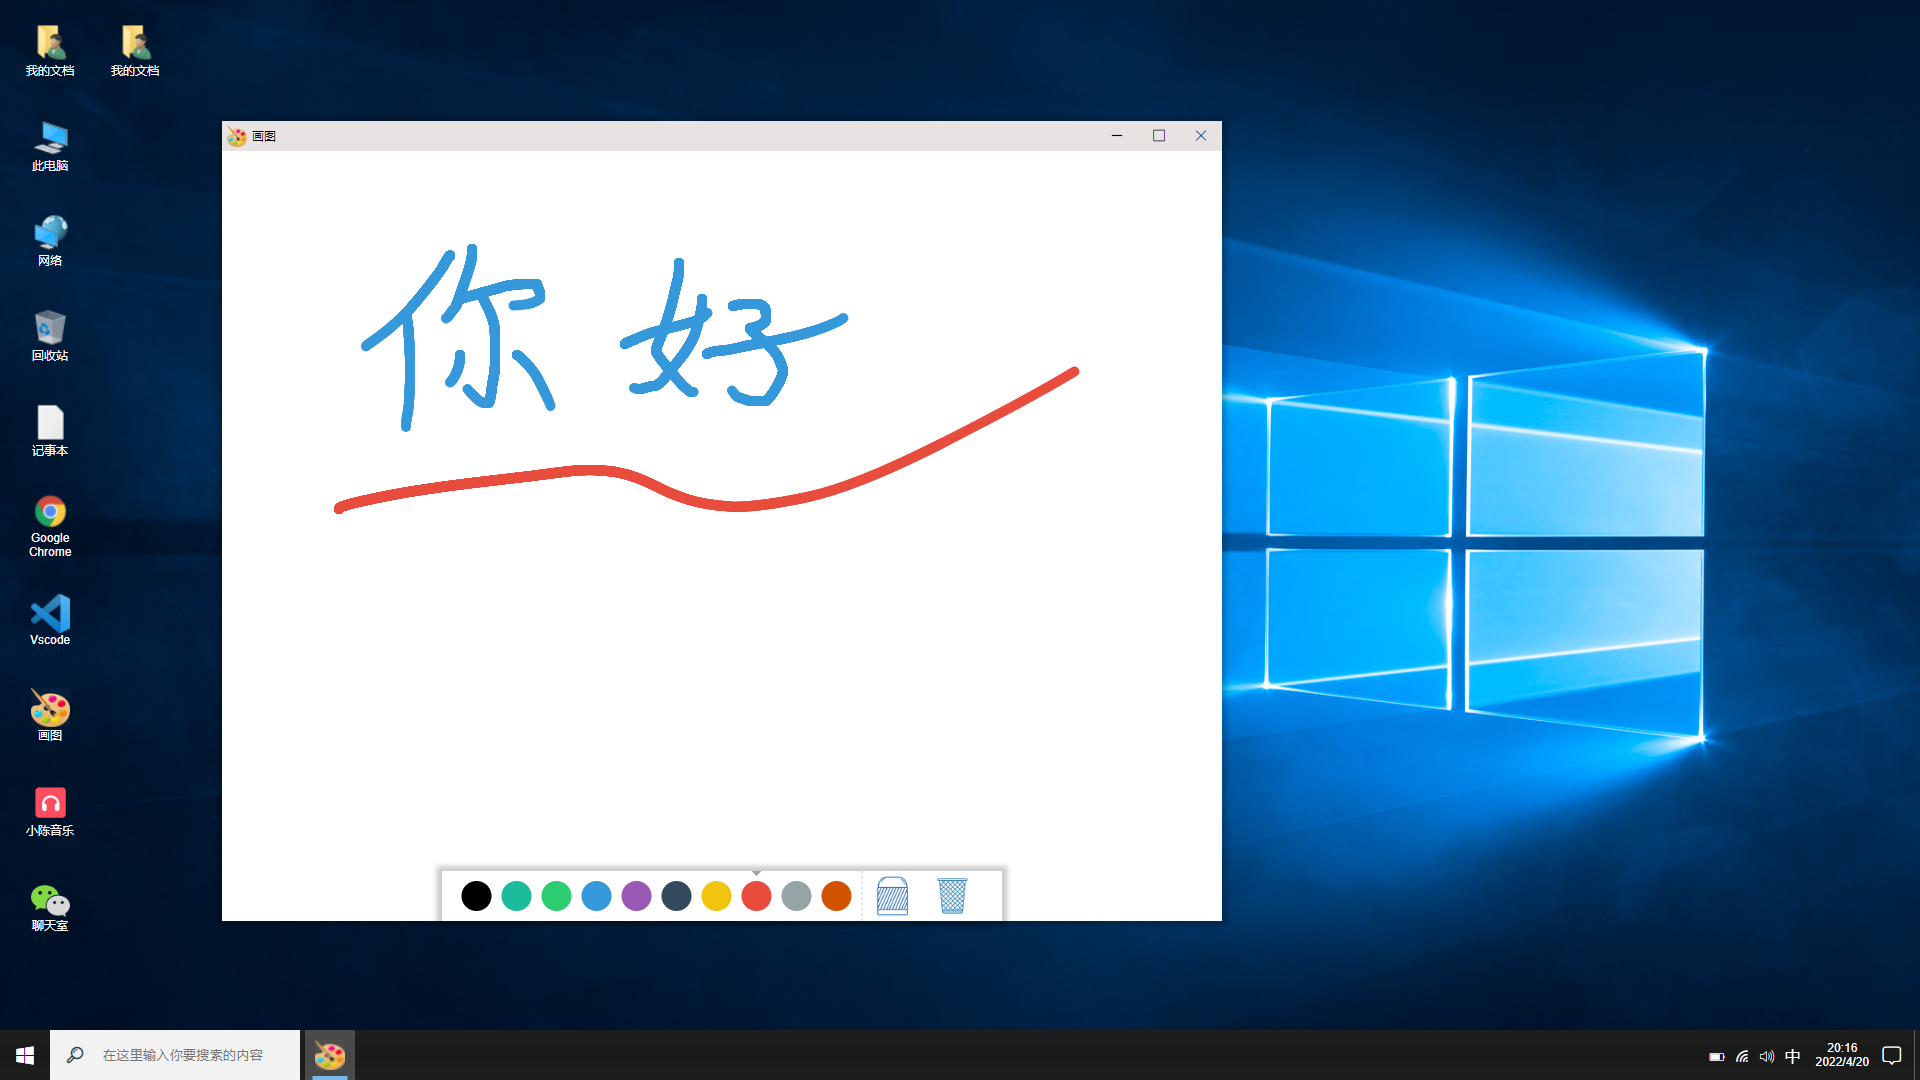 我的文档
我的文档
此电脑
网络
回收站
记事本
Google
Chrome
Vscode
画图
小陈音乐
聊天室
画图
你好
在这里输入你要搜索的内容
中
20:16
2022/4/20